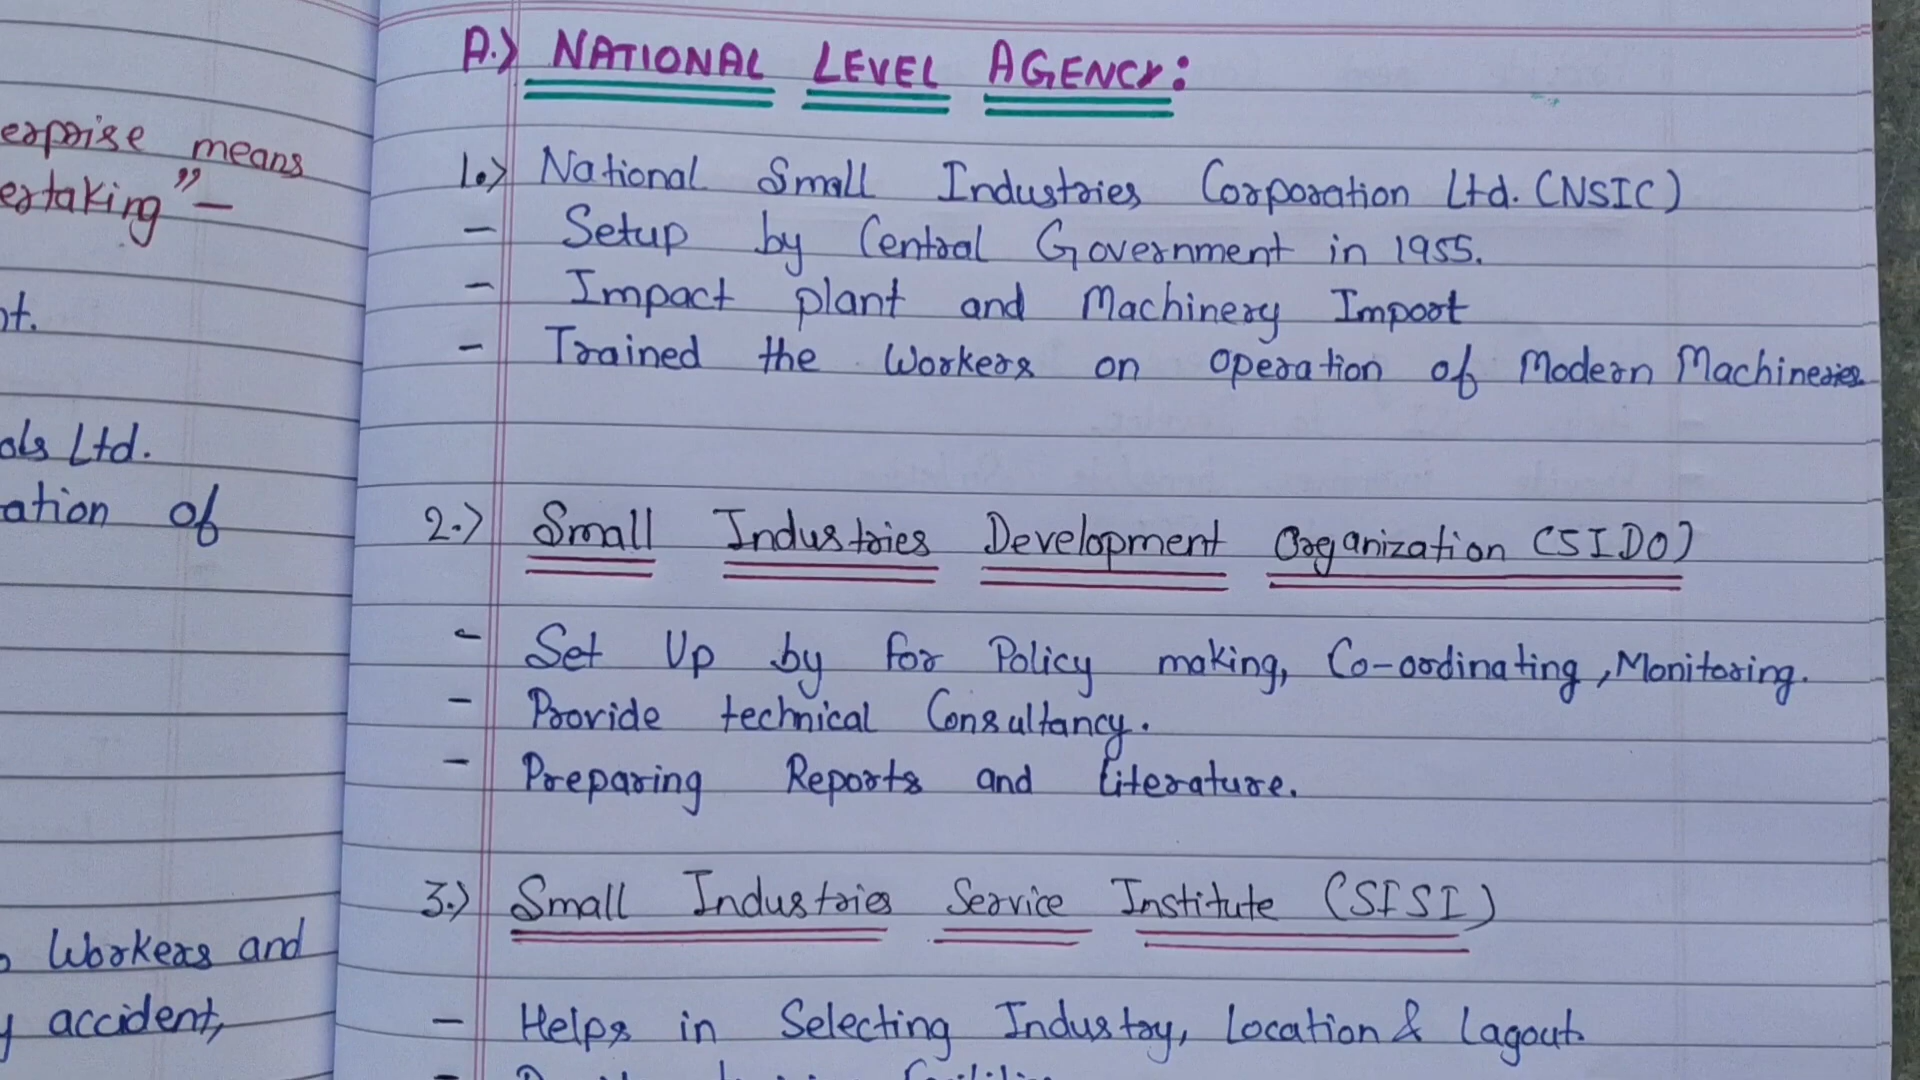 erprise means
ertaking" –
ols Ltd.
ation of
Workers and
accident,
A.) NATIONAL LEVEL AGENCY:
1.) National Small Industries Corporation Ltd. (NSIC)
– Setup by Central Government in 1955.
– Impact plant and Machinery Import
– Trained the Workers on operation of Modern Machineries
2.) Small Industries Development Organization (SIDO)
– Set Up by for Policy making, Co-ordinating, Monitoring.
– Provide technical Consultancy.
– Preparing Reports and Literature.
3.) Small Industries Service Institute (SISI)
– Helps in Selecting Industry, Location & Lagout.